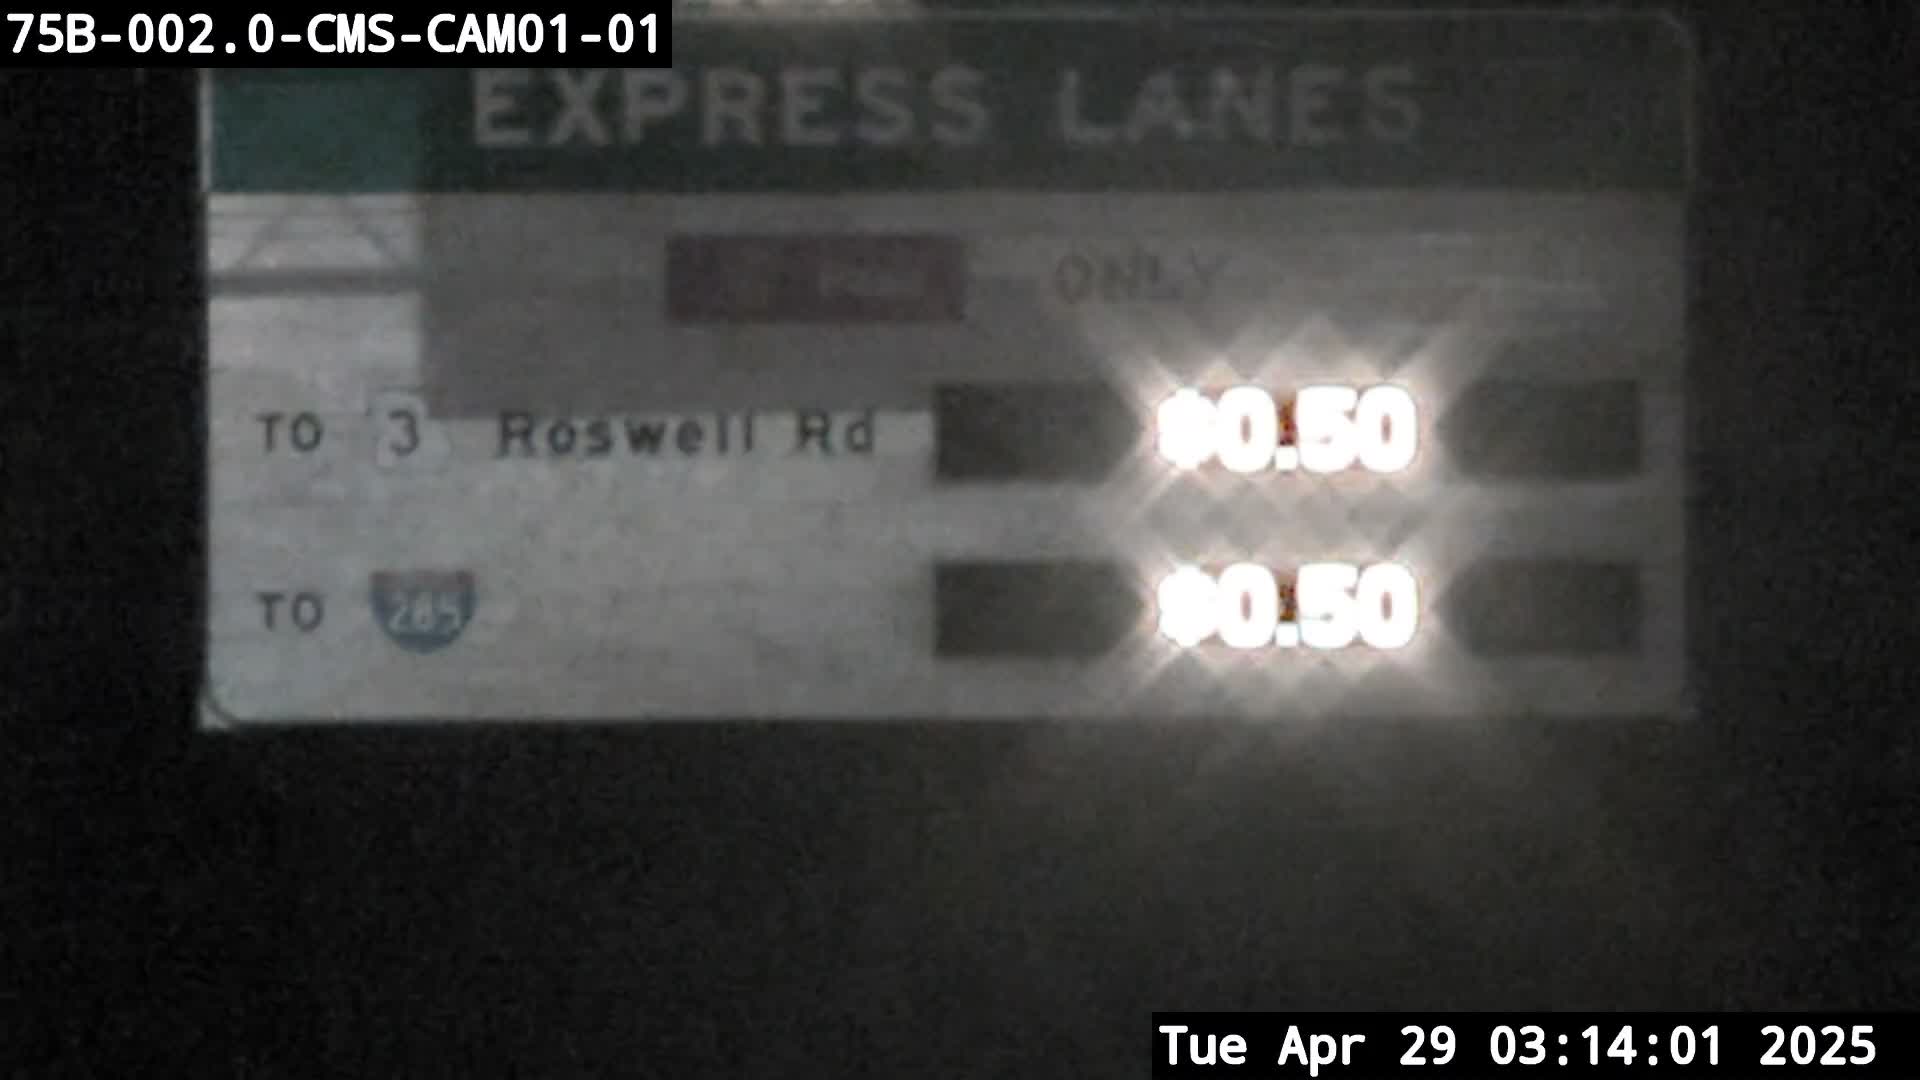 75B-002.0-CMS-CAM01-01
EXPRESS LANES
ONLY
TO 3 Roswell Rd $0.50
TO 285 $0.50
Tue Apr 29 03:14:01 2025